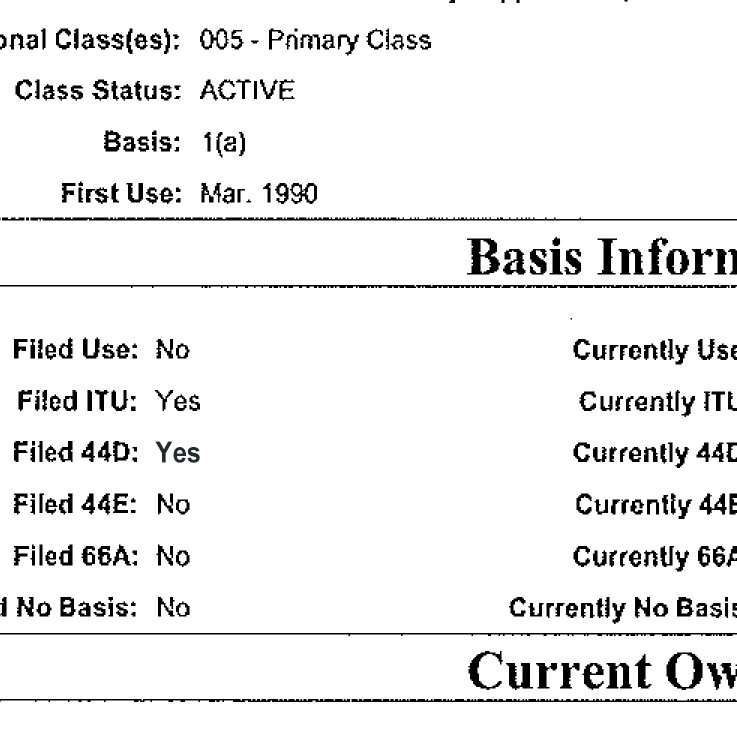 onal Class(es): 005 - Primary Class
Class Status: ACTIVE
Basis: 1(a)
First Use: Mar. 1990
Basis Inforn
Filed Use: No Currently Use
Filed ITU: Yes Currently ITU
Filed 44D: Yes Currently 44D
Filed 44E: No Currently 44E
Filed 66A: No Currently 66A
d No Basis: No Currently No Basis
Current Ow